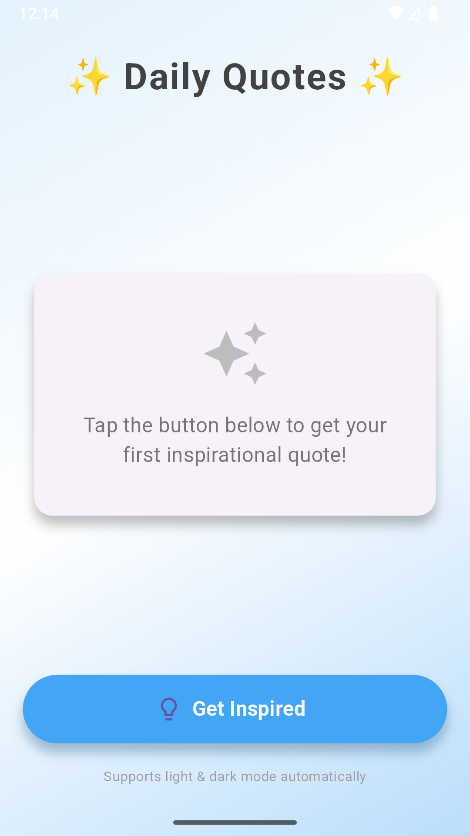 12:14
✨ Daily Quotes ✨
Tap the button below to get your
first inspirational quote!
Get Inspired
Supports light & dark mode automatically